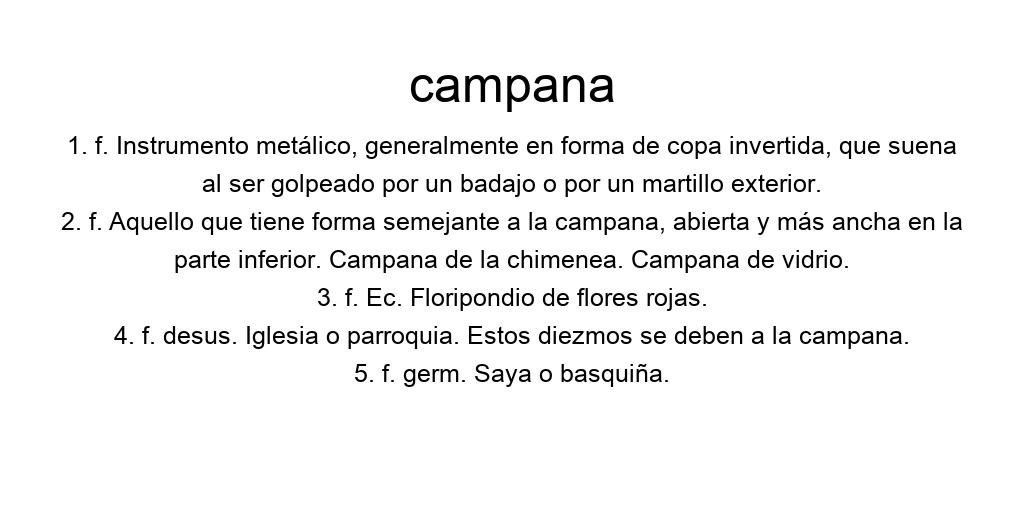 campana
1. f. Instrumento metálico, generalmente en forma de copa invertida, que suena
al ser golpeado por un badajo o por un martillo exterior.
2. f. Aquello que tiene forma semejante a la campana, abierta y más ancha en la
parte inferior. Campana de la chimenea. Campana de vidrio.
3. f. Ec. Floripondio de flores rojas.
4. f. desus. Iglesia o parroquia. Estos diezmos se deben a la campana.
5. f. germ. Saya o basquiña.